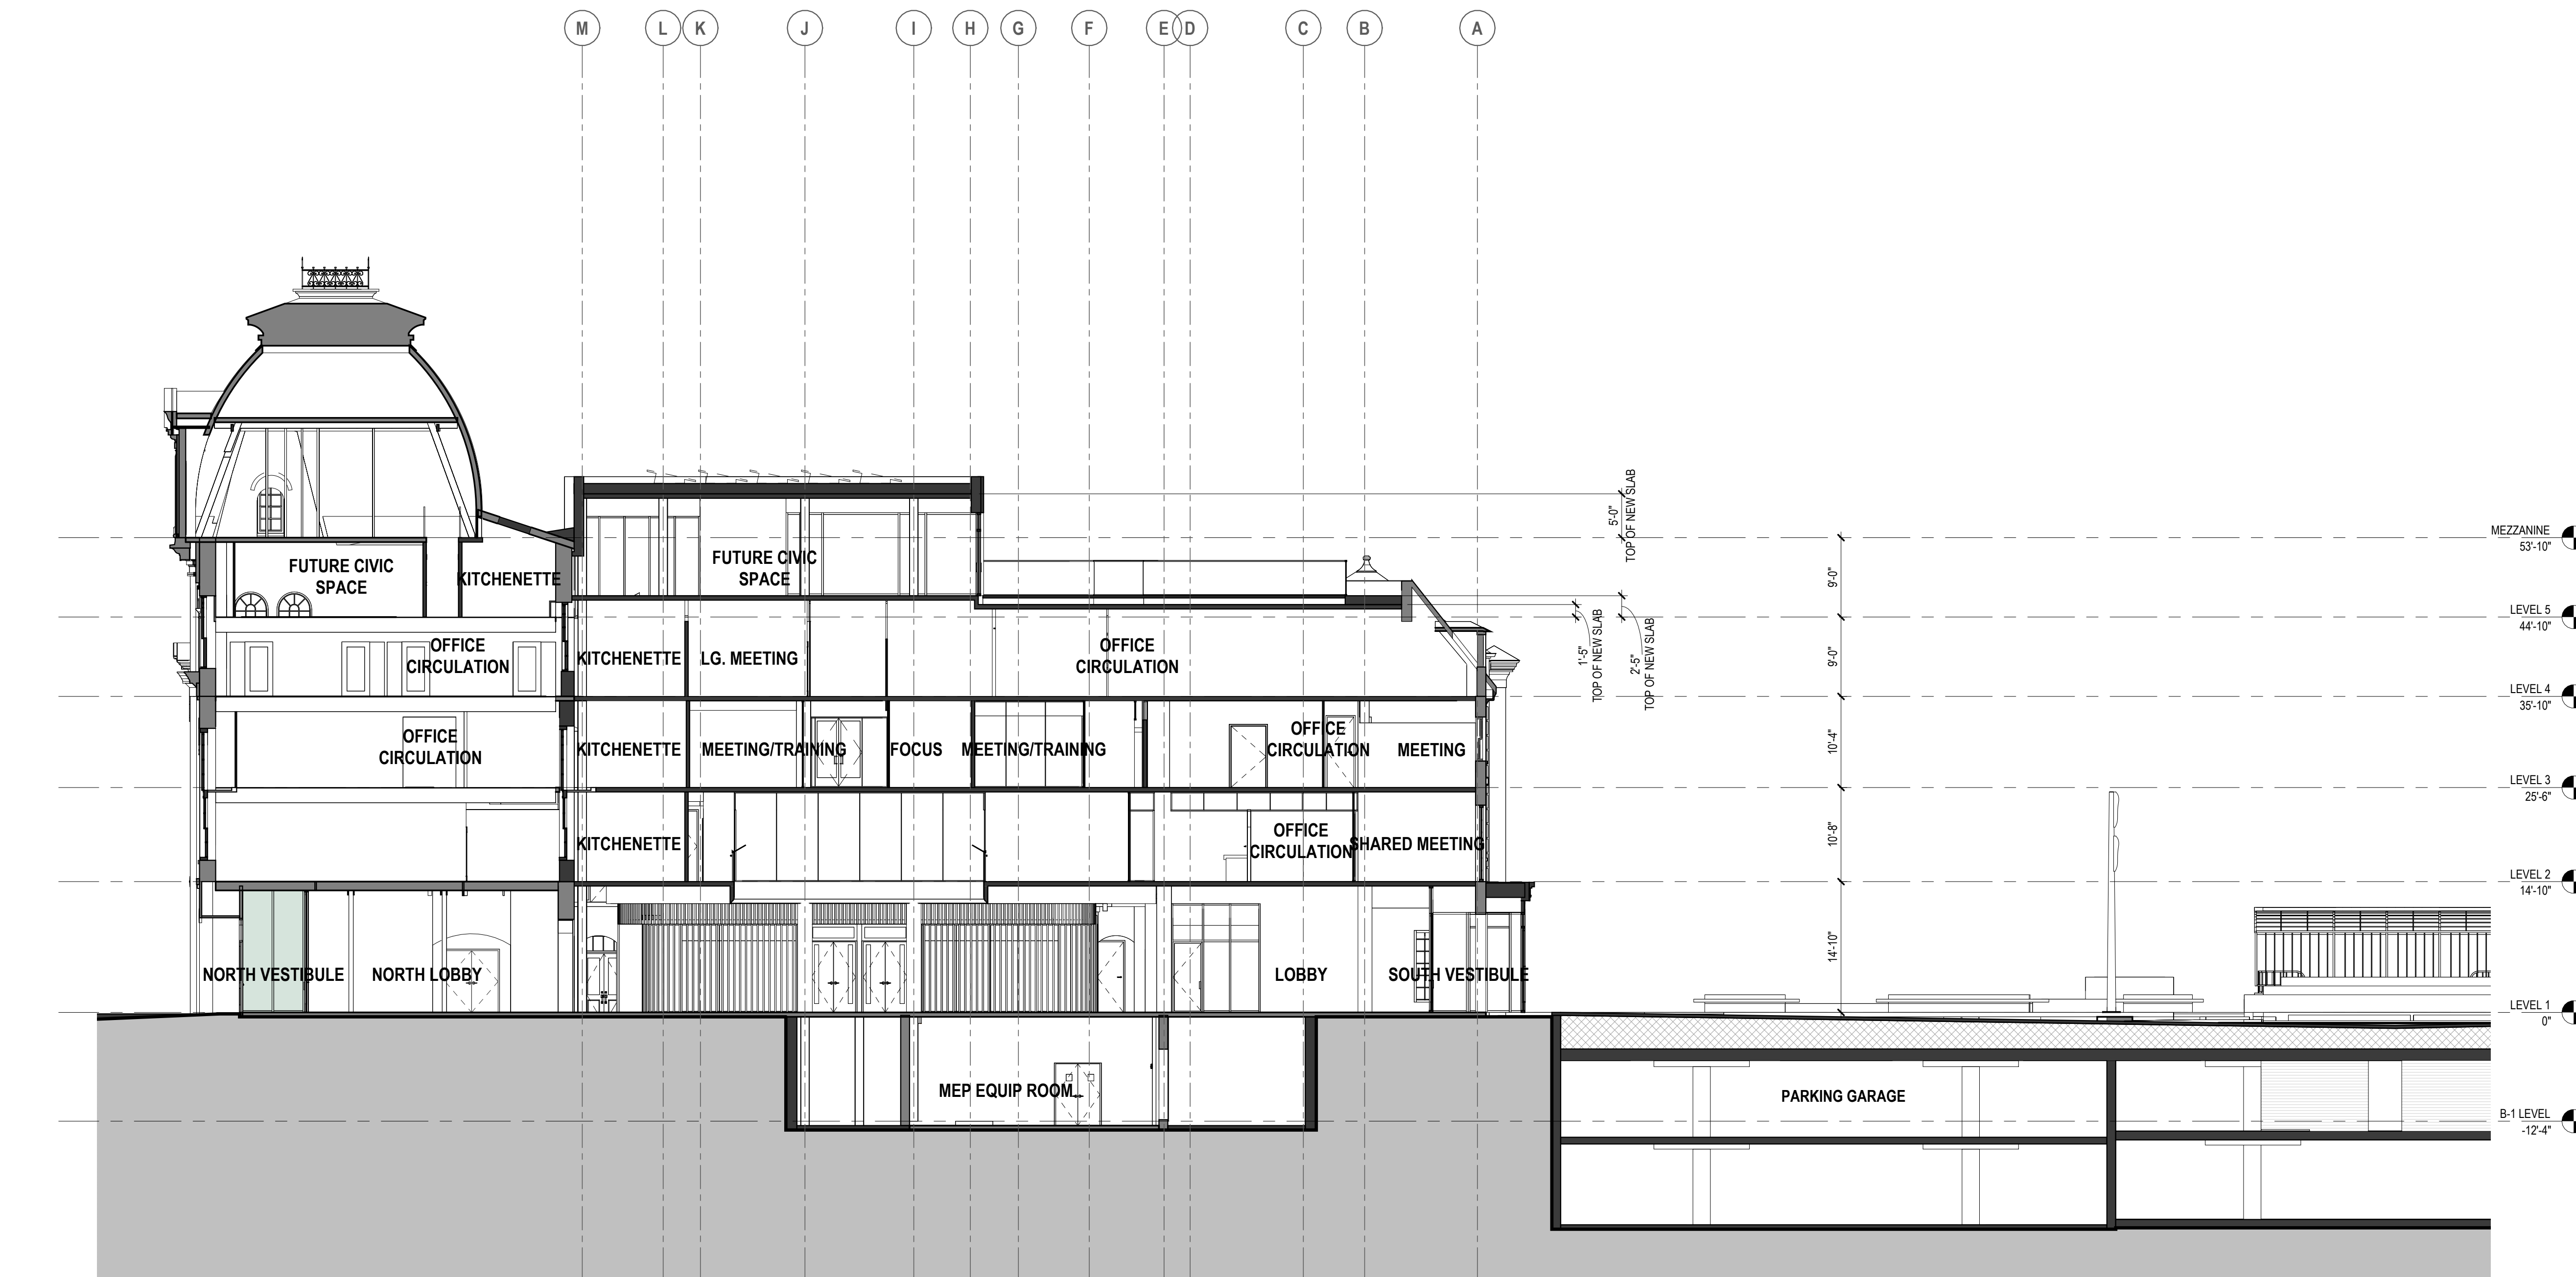 M L K J I H G F E D C B A
5'-0"
TOP OF NEW SLAB
MEZZANINE
53'-10"
FUTURE CIVIC
SPACE
KITCHENETTE
FUTURE CIVIC
SPACE
9'-0"
1'-5"
TOP OF NEW SLAB
2'-5"
TOP OF NEW SLAB
LEVEL 5
44'-10"
OFFICE
CIRCULATION
KITCHENETTE
LG. MEETING
OFFICE
CIRCULATION
9'-0"
LEVEL 4
35'-10"
OFFICE
CIRCULATION
KITCHENETTE
MEETING/TRAINING
FOCUS
MEETING/TRAINING
OFFICE
CIRCULATION
MEETING
10'-4"
LEVEL 3
25'-6"
KITCHENETTE
OFFICE
CIRCULATION
SHARED MEETING
10'-8"
LEVEL 2
14'-10"
NORTH VESTIBULE
NORTH LOBBY
LOBBY
SOUTH VESTIBULE
14'-10"
LEVEL 1
0"
MEP EQUIP ROOM
PARKING GARAGE
B-1 LEVEL
-12'-4"